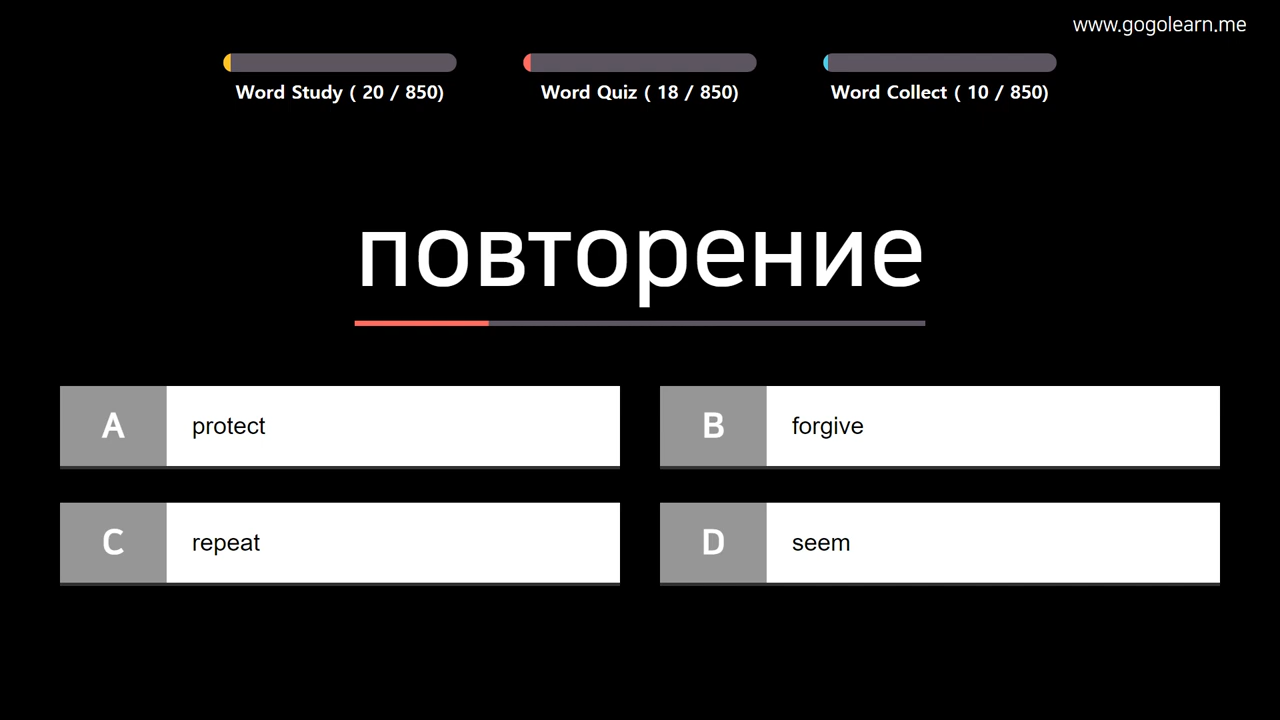 www.gogolearn.me
Word Study ( 20 / 850)
Word Quiz ( 18 / 850)
Word Collect ( 10 / 850)
повторение
A protect
B forgive
C repeat
D seem